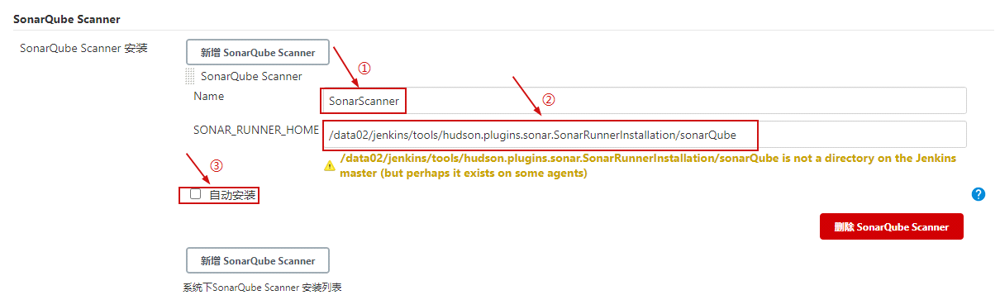 SonarQube Scanner
SonarQube Scanner 安装
新增 SonarQube Scanner
①
SonarQube Scanner
Name
SonarScanner
②
SONAR_RUNNER_HOME
/data02/jenkins/tools/hudson.plugins.sonar.SonarRunnerInstallation/sonarQube
/data02/jenkins/tools/hudson.plugins.sonar.SonarRunnerInstallation/sonarQube is not a directory on the Jenkins
master (but perhaps it exists on some agents)
③
自动安装
?
删除 SonarQube Scanner
新增 SonarQube Scanner
系统下SonarQube Scanner 安装列表